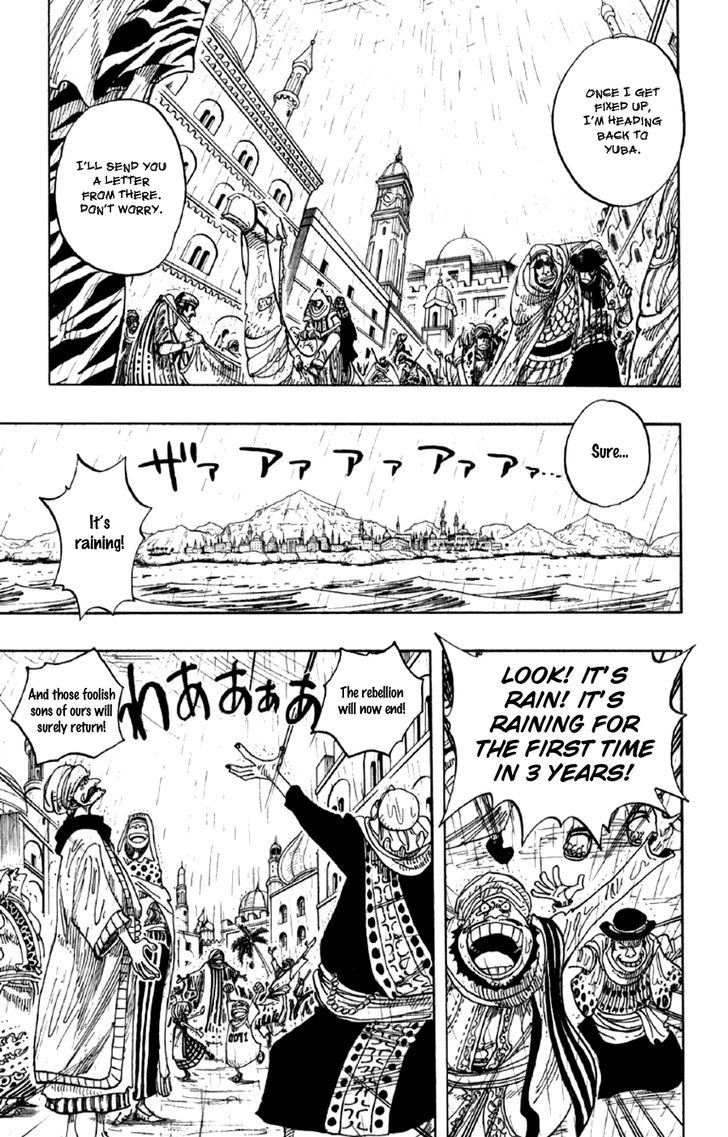 ONCE I GET
FIXED UP,
I'M HEADING
BACK TO
YUBA.
I'LL SEND YOU
A LETTER
FROM THERE.
DON'T WORRY.
Sure...
ザァ アァァァァァァ...
It's
raining!
LOOK! IT'S
RAIN! IT'S
RAINING FOR
THE FIRST TIME
IN 3 YEARS!
The rebellion
will now end!
わぁぁぁぁ
And those foolish
sons of ours will
surely return!